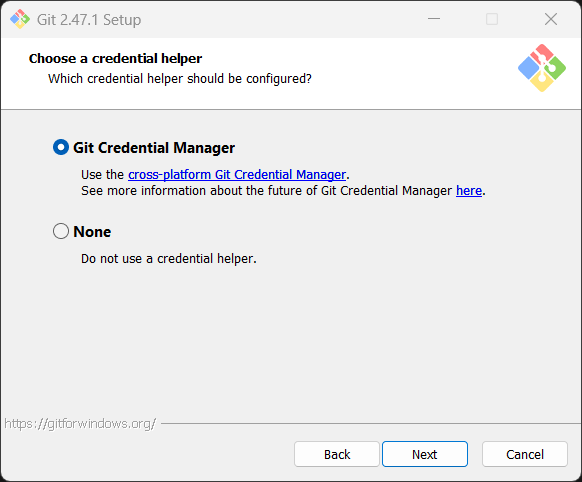 Git 2.47.1 Setup
Choose a credential helper
Which credential helper should be configured?
Git Credential Manager
Use the cross-platform Git Credential Manager.
See more information about the future of Git Credential Manager here.
None
Do not use a credential helper.
https://gitforwindows.org/
Back Next Cancel